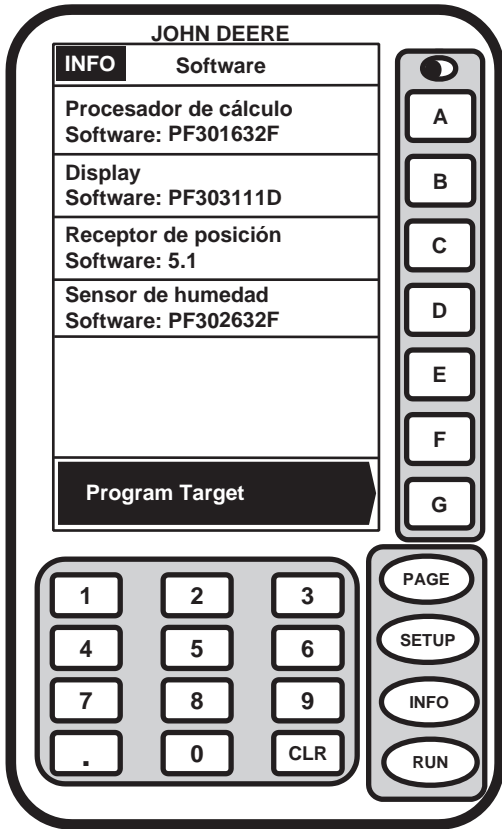 JOHN DEERE
INFO Software
Procesador de cálculo
Software: PF301632F
Display
Software: PF303111D
Receptor de posición
Software: 5.1
Sensor de humedad
Software: PF302632F
Program Target
A
B
C
D
E
F
G
PAGE
SETUP
INFO
RUN
1 2 3
4 5 6
7 8 9
. 0 CLR